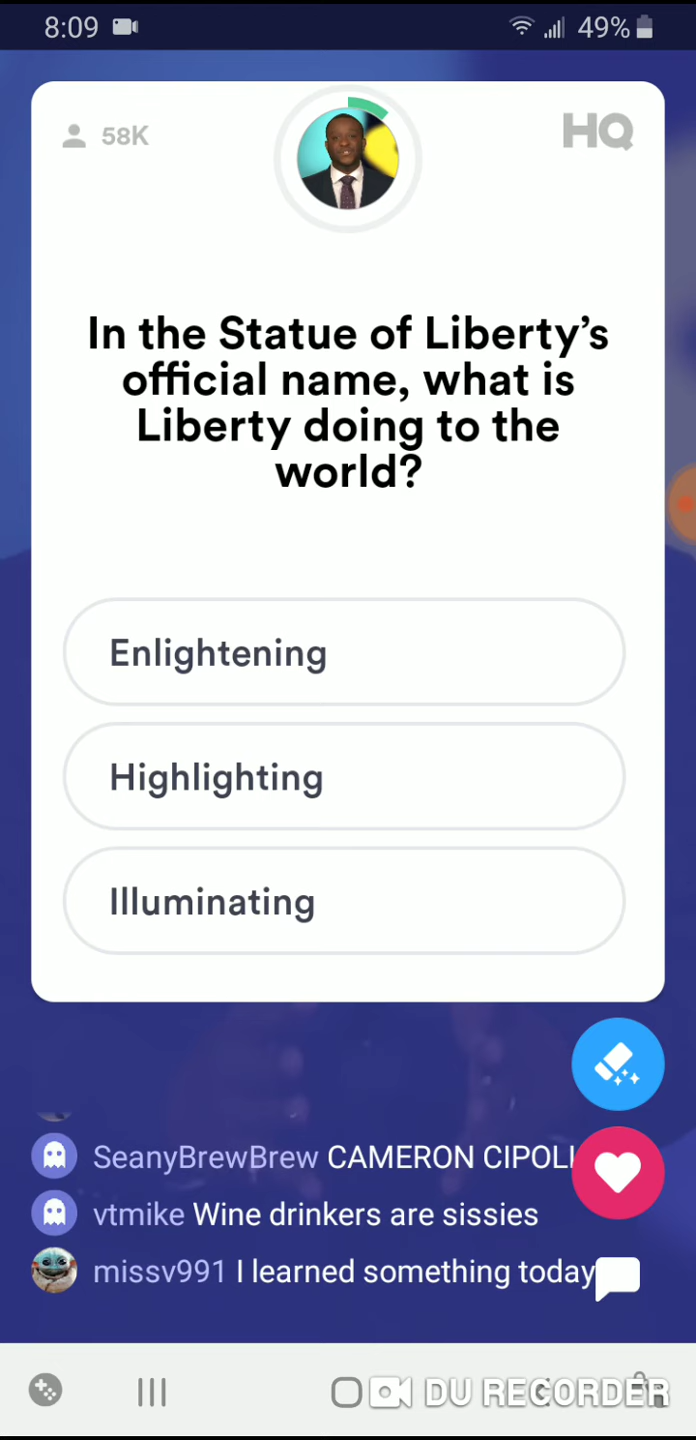 8:09
49%
58K
HQ
In the Statue of Liberty’s
official name, what is
Liberty doing to the
world?
Enlightening
Highlighting
Illuminating
SeanyBrewBrew CAMERON
vtmike Wine drinkers are sissies
missv991 I learned something today
DU RECORDER